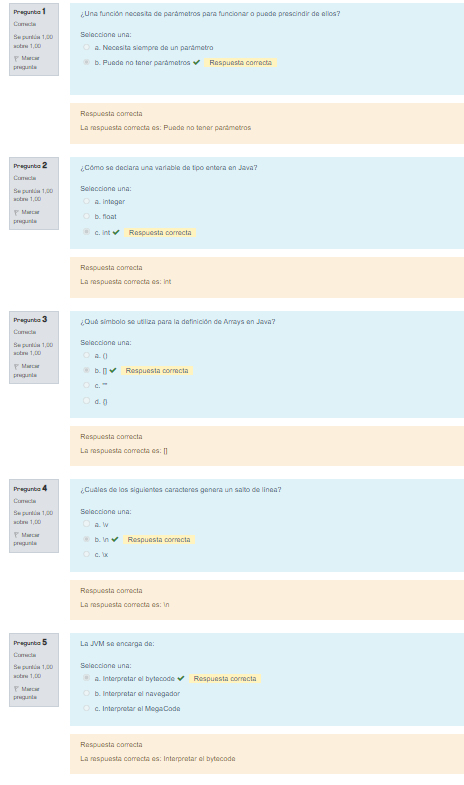 Pregunta 1
Correcta
Se puntúa 1,00
sobre 1,00
Marcar
pregunta
¿Una función necesita de parámetros para funcionar o puede prescindir de ellos?
Seleccione una:
a. Necesita siempre de un parámetro
b. Puede no tener parámetros ✔ Respuesta correcta
Respuesta correcta
La respuesta correcta es: Puede no tener parámetros
Pregunta 2
Correcta
Se puntúa 1,00
sobre 1,00
Marcar
pregunta
¿Cómo se declara una variable de tipo entera en Java?
Seleccione una:
a. integer
b. float
c. int ✔ Respuesta correcta
Respuesta correcta
La respuesta correcta es: int
Pregunta 3
Correcta
Se puntúa 1,00
sobre 1,00
Marcar
pregunta
¿Qué símbolo se utiliza para la definición de Arrays en Java?
Seleccione una:
a. ()
b. [] ✔ Respuesta correcta
c. ""
d. {}
Respuesta correcta
La respuesta correcta es: []
Pregunta 4
Correcta
Se puntúa 1,00
sobre 1,00
Marcar
pregunta
¿Cuáles de los siguientes caracteres genera un salto de línea?
Seleccione una:
a. \v
b. \n ✔ Respuesta correcta
c. \x
Respuesta correcta
La respuesta correcta es: \n
Pregunta 5
Correcta
Se puntúa 1,00
sobre 1,00
Marcar
pregunta
La JVM se encarga de:
Seleccione una:
a. Interpretar el bytecode ✔ Respuesta correcta
b. Interpretar el navegador
c. Interpretar el MegaCode
Respuesta correcta
La respuesta correcta es: Interpretar el bytecode